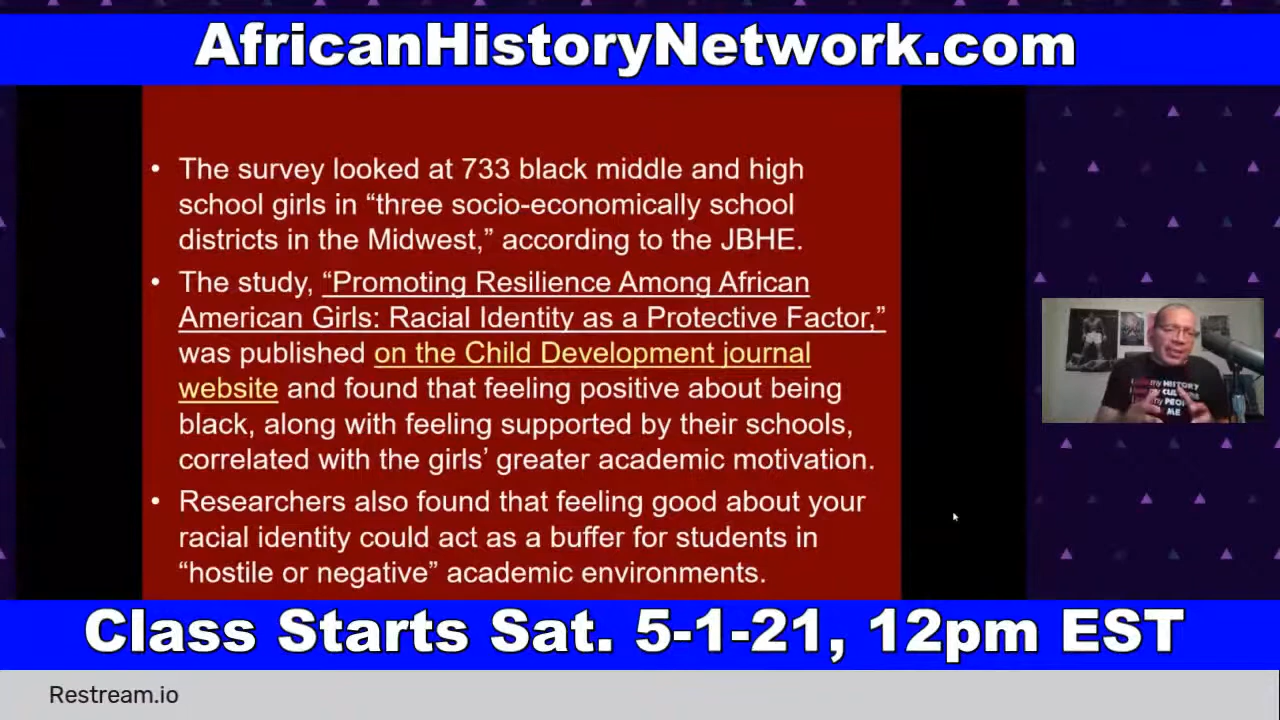 AfricanHistoryNetwork.com
• The survey looked at 733 black middle and high
school girls in “three socio-economically school
districts in the Midwest,” according to the JBHE.
• The study, “Promoting Resilience Among African
American Girls: Racial Identity as a Protective Factor,”
was published on the Child Development journal
website and found that feeling positive about being
black, along with feeling supported by their schools,
correlated with the girls’ greater academic motivation.
• Researchers also found that feeling good about your
racial identity could act as a buffer for students in
“hostile or negative” academic environments.
my HISTORY
my
my
ME
Class Starts Sat. 5-1-21, 12pm EST
Restream.io